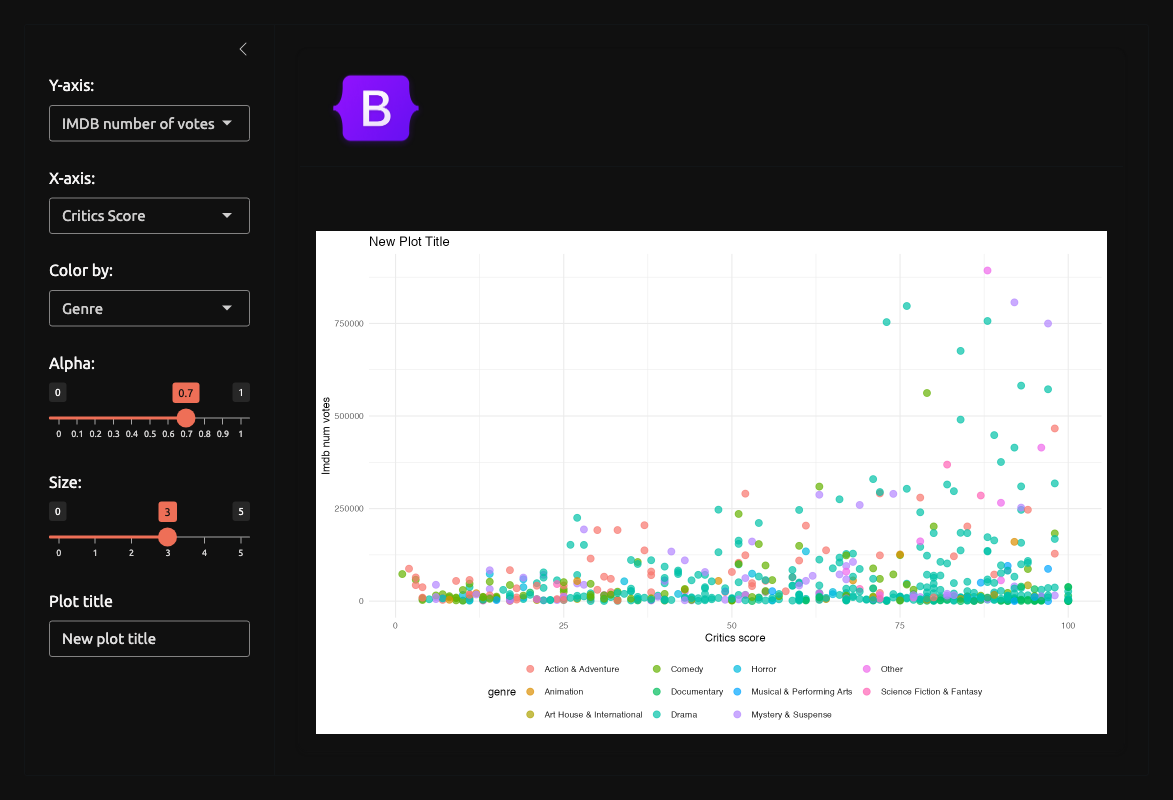 Y-axis:
IMDB number of votes
X-axis:
Critics Score
Color by:
Genre
Alpha:
0 0.7 1
0 0.1 0.2 0.3 0.4 0.5 0.6 0.7 0.8 0.9 1
Size:
0 3 5
0 1 2 3 4 5
Plot title
New plot title
B
New Plot Title
Imdb num votes
750000
500000
250000
0
0 25 50 75 100
Critics score
genre
Action & Adventure
Animation
Art House & International
Comedy
Documentary
Drama
Horror
Musical & Performing Arts
Mystery & Suspense
Other
Science Fiction & Fantasy